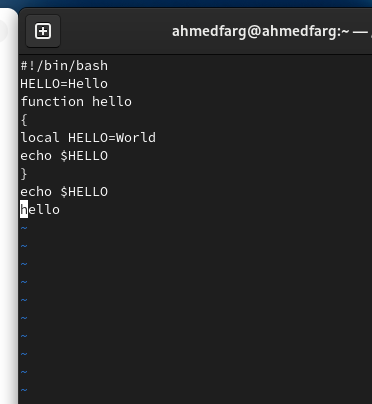 ahmedfarg@ahmedfarg:~ —
#!/bin/bash
HELLO=Hello
function hello
{
local HELLO=World
echo $HELLO
}
echo $HELLO
hello
~
~
~
~
~
~
~
~
~
~